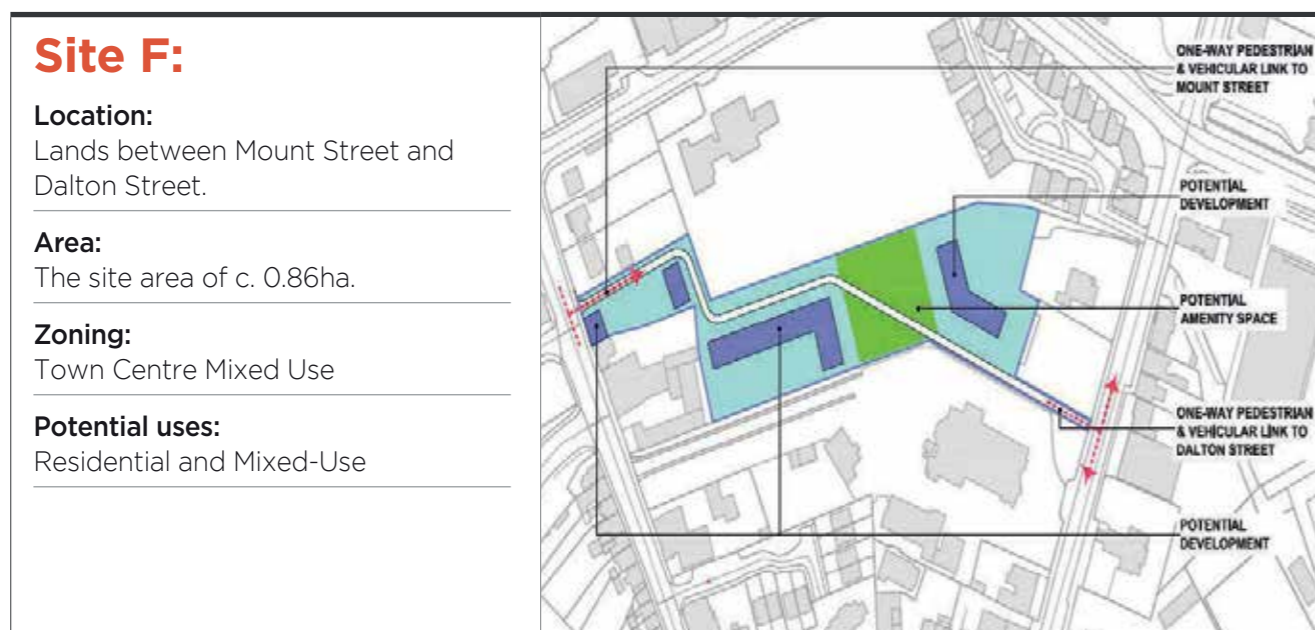 Site F:
Location:
Lands between Mount Street and
Dalton Street.
Area:
The site area of c. 0.86ha.
Zoning:
Town Centre Mixed Use
Potential uses:
Residential and Mixed-Use
ONE-WAY PEDESTRIAN
& VEHICULAR LINK TO
MOUNT STREET
POTENTIAL
DEVELOPMENT
POTENTIAL
AMENITY SPACE
ONE-WAY PEDESTRIAN
& VEHICULAR LINK TO
DALTON STREET
POTENTIAL
DEVELOPMENT